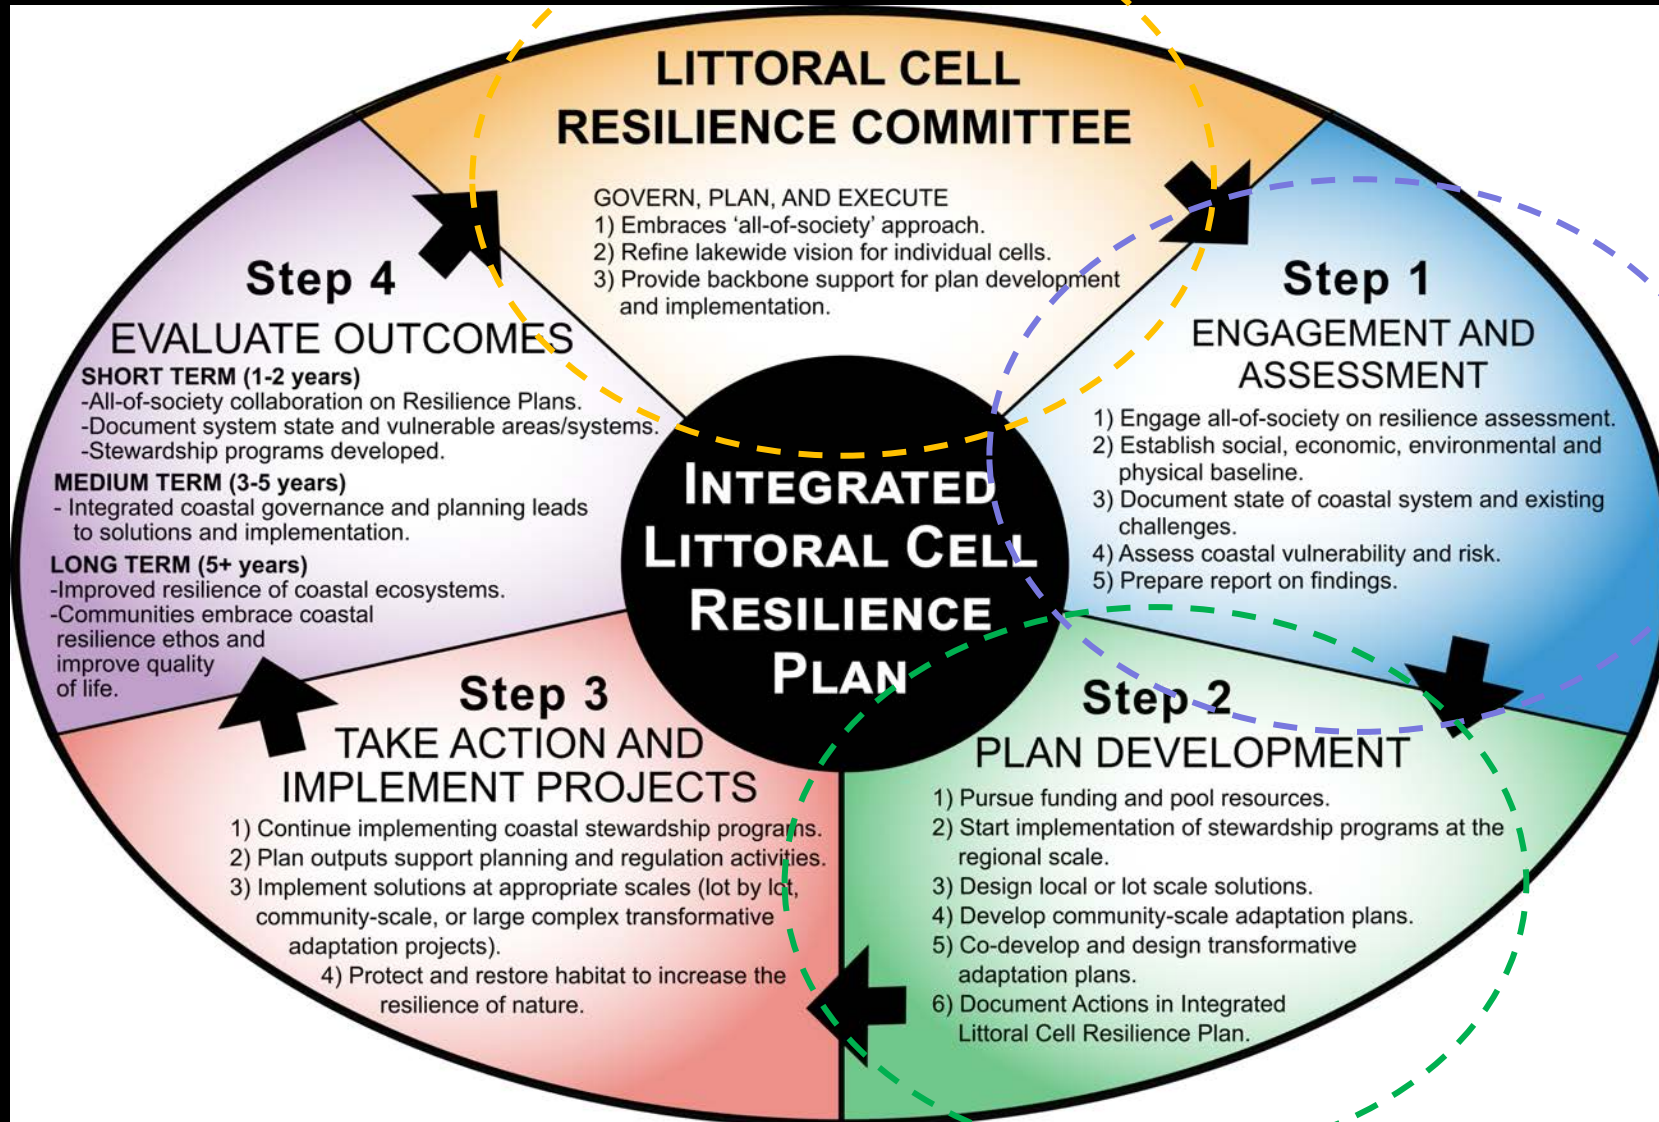 LITTORAL CELL
RESILIENCE COMMITTEE
GOVERN, PLAN, AND EXECUTE
1) Embraces ‘all-of-society’ approach.
2) Refine lakewide vision for individual cells.
3) Provide backbone support for plan development
and implementation.
Step 1
ENGAGEMENT AND
ASSESSMENT
1) Engage all-of-society on resilience assessment.
2) Establish social, economic, environmental and
physical baseline.
3) Document state of coastal system and existing
challenges.
4) Assess coastal vulnerability and risk.
5) Prepare report on findings.
Step 2
PLAN DEVELOPMENT
1) Pursue funding and pool resources.
2) Start implementation of stewardship programs at the
regional scale.
3) Design local or lot scale solutions.
4) Develop community-scale adaptation plans.
5) Co-develop and design transformative
adaptation plans.
6) Document Actions in Integrated
Littoral Cell Resilience Plan.
Step 3
TAKE ACTION AND
IMPLEMENT PROJECTS
1) Continue implementing coastal stewardship programs.
2) Plan outputs support planning and regulation activities.
3) Implement solutions at appropriate scales (lot by lot,
community-scale, or large complex transformative
adaptation projects).
4) Protect and restore habitat to increase the
resilience of nature.
Step 4
EVALUATE OUTCOMES
SHORT TERM (1-2 years)
-All-of-society collaboration on Resilience Plans.
-Document system state and vulnerable areas/systems.
-Stewardship programs developed.
MEDIUM TERM (3-5 years)
- Integrated coastal governance and planning leads
to solutions and implementation.
LONG TERM (5+ years)
-Improved resilience of coastal ecosystems.
-Communities embrace coastal
resilience ethos and
improve quality
of life.
INTEGRATED
LITTORAL CELL
RESILIENCE
PLAN